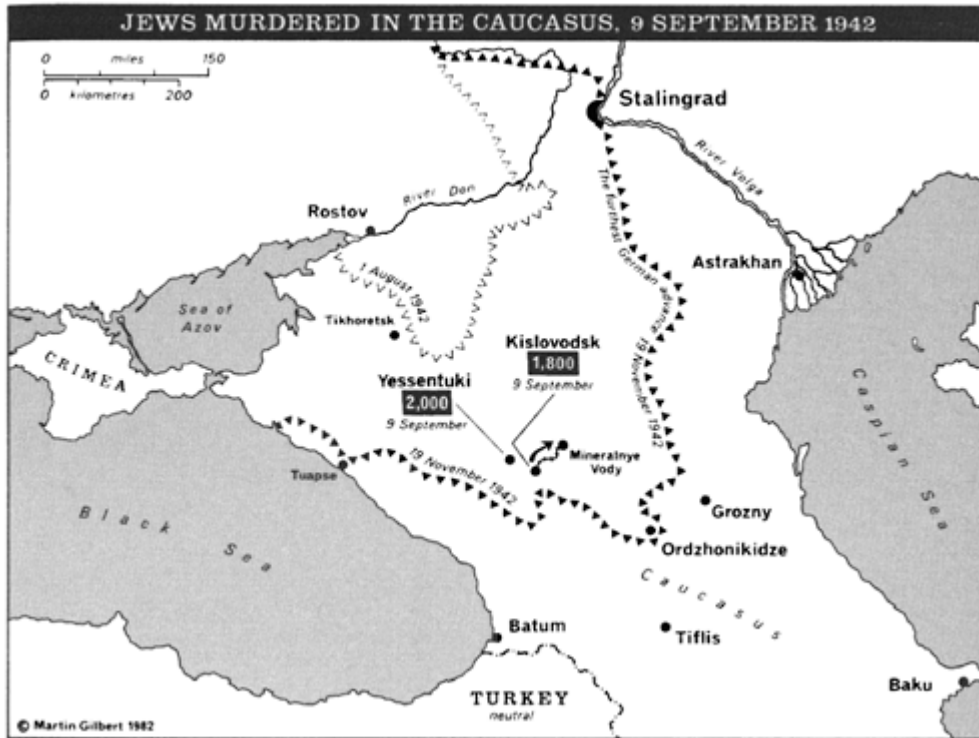 JEWS MURDERED IN THE CAUCASUS, 9 SEPTEMBER 1942
0 miles 150
0 kilometres 200
Stalingrad
River Volga
River Don
Rostov
The furthest German advance 19 November 1942
Astrakhan
1 August 1942
Sea of
Azov
Tikhoretsk
CRIMEA
Kislovodsk
1,800
9 September
Yessentuki
2,000
9 September
Mineralnye
Vody
Caspian Sea
19 November 1942
Tuapse
Grozny
Ordzhonikidze
Black Sea
Caucasus
Batum
Tiflis
Baku
TURKEY
neutral
© Martin Gilbert 1982